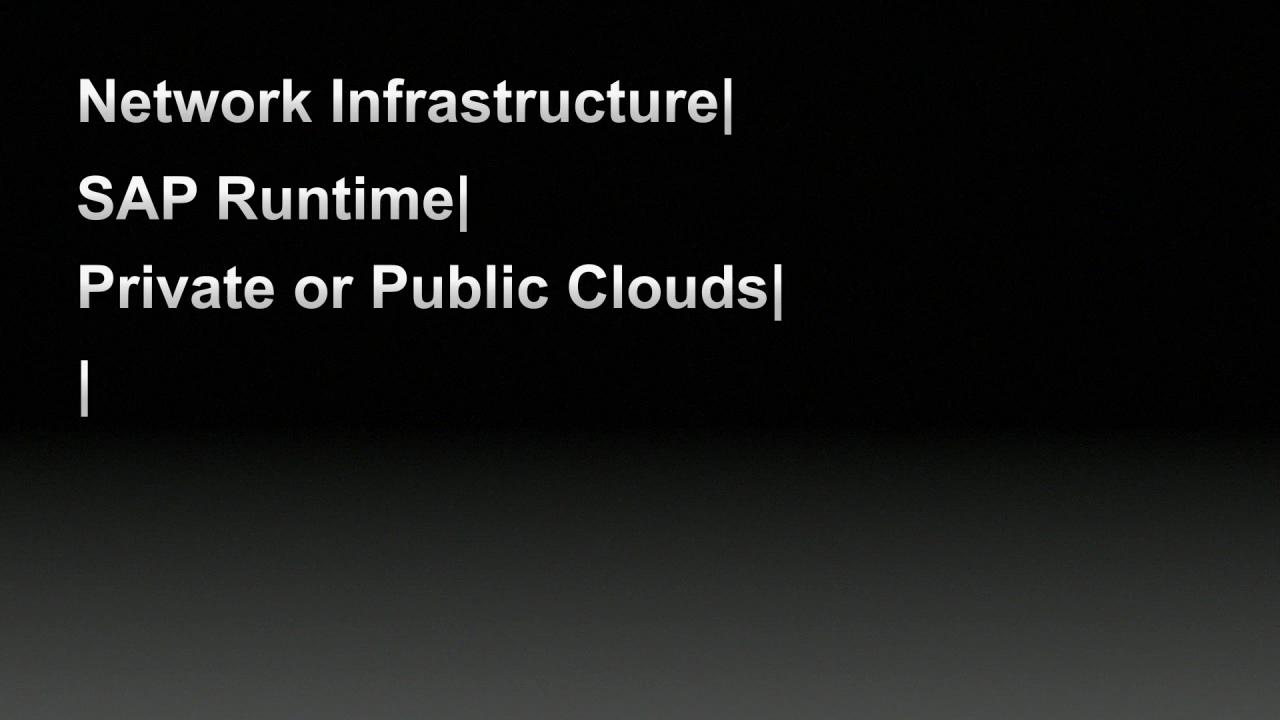 Network Infrastructure|
SAP Runtime|
Private or Public Clouds|
|